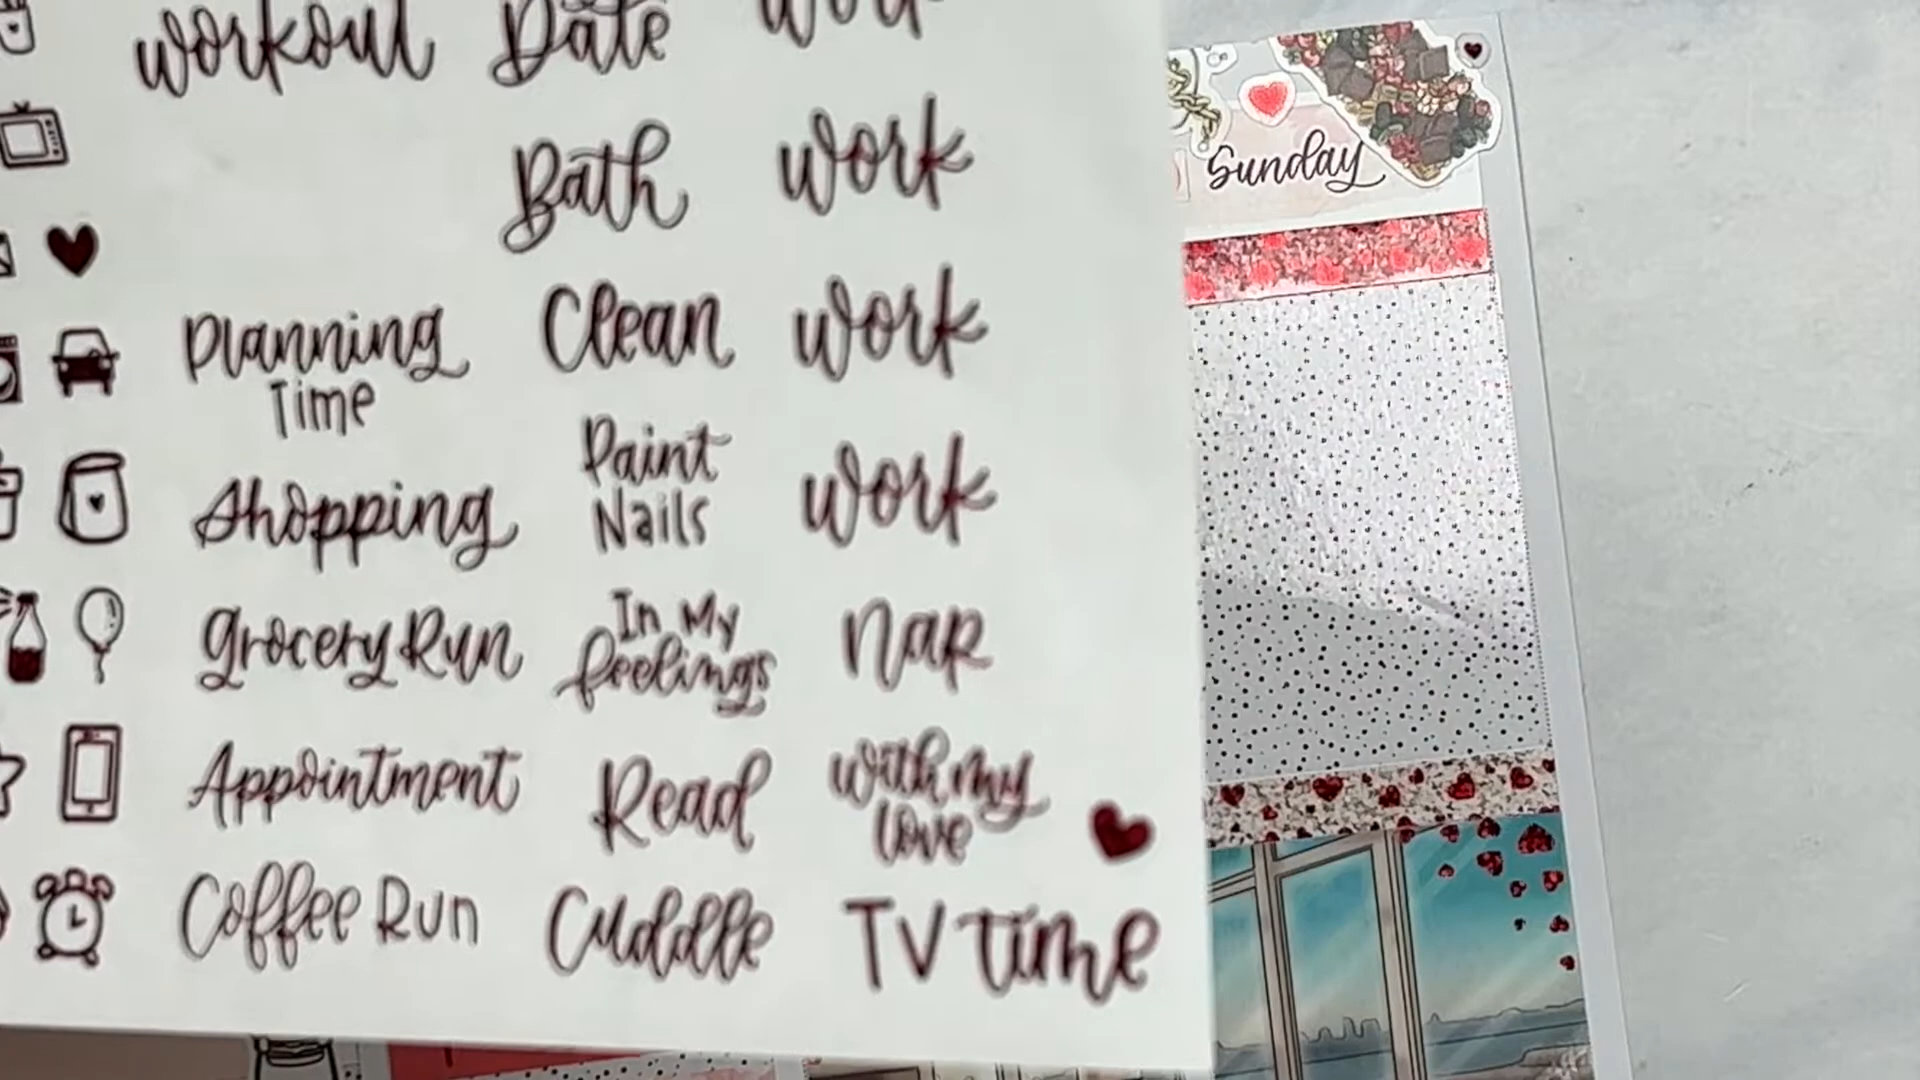 workout Date work
Bath work
Sunday
Planning
Time
Clean work
Shopping
Paint
Nails
work
Grocery Run
In My
feelings
nap
Appointment
Read
with my
love
Coffee Run
Cuddle
TV time